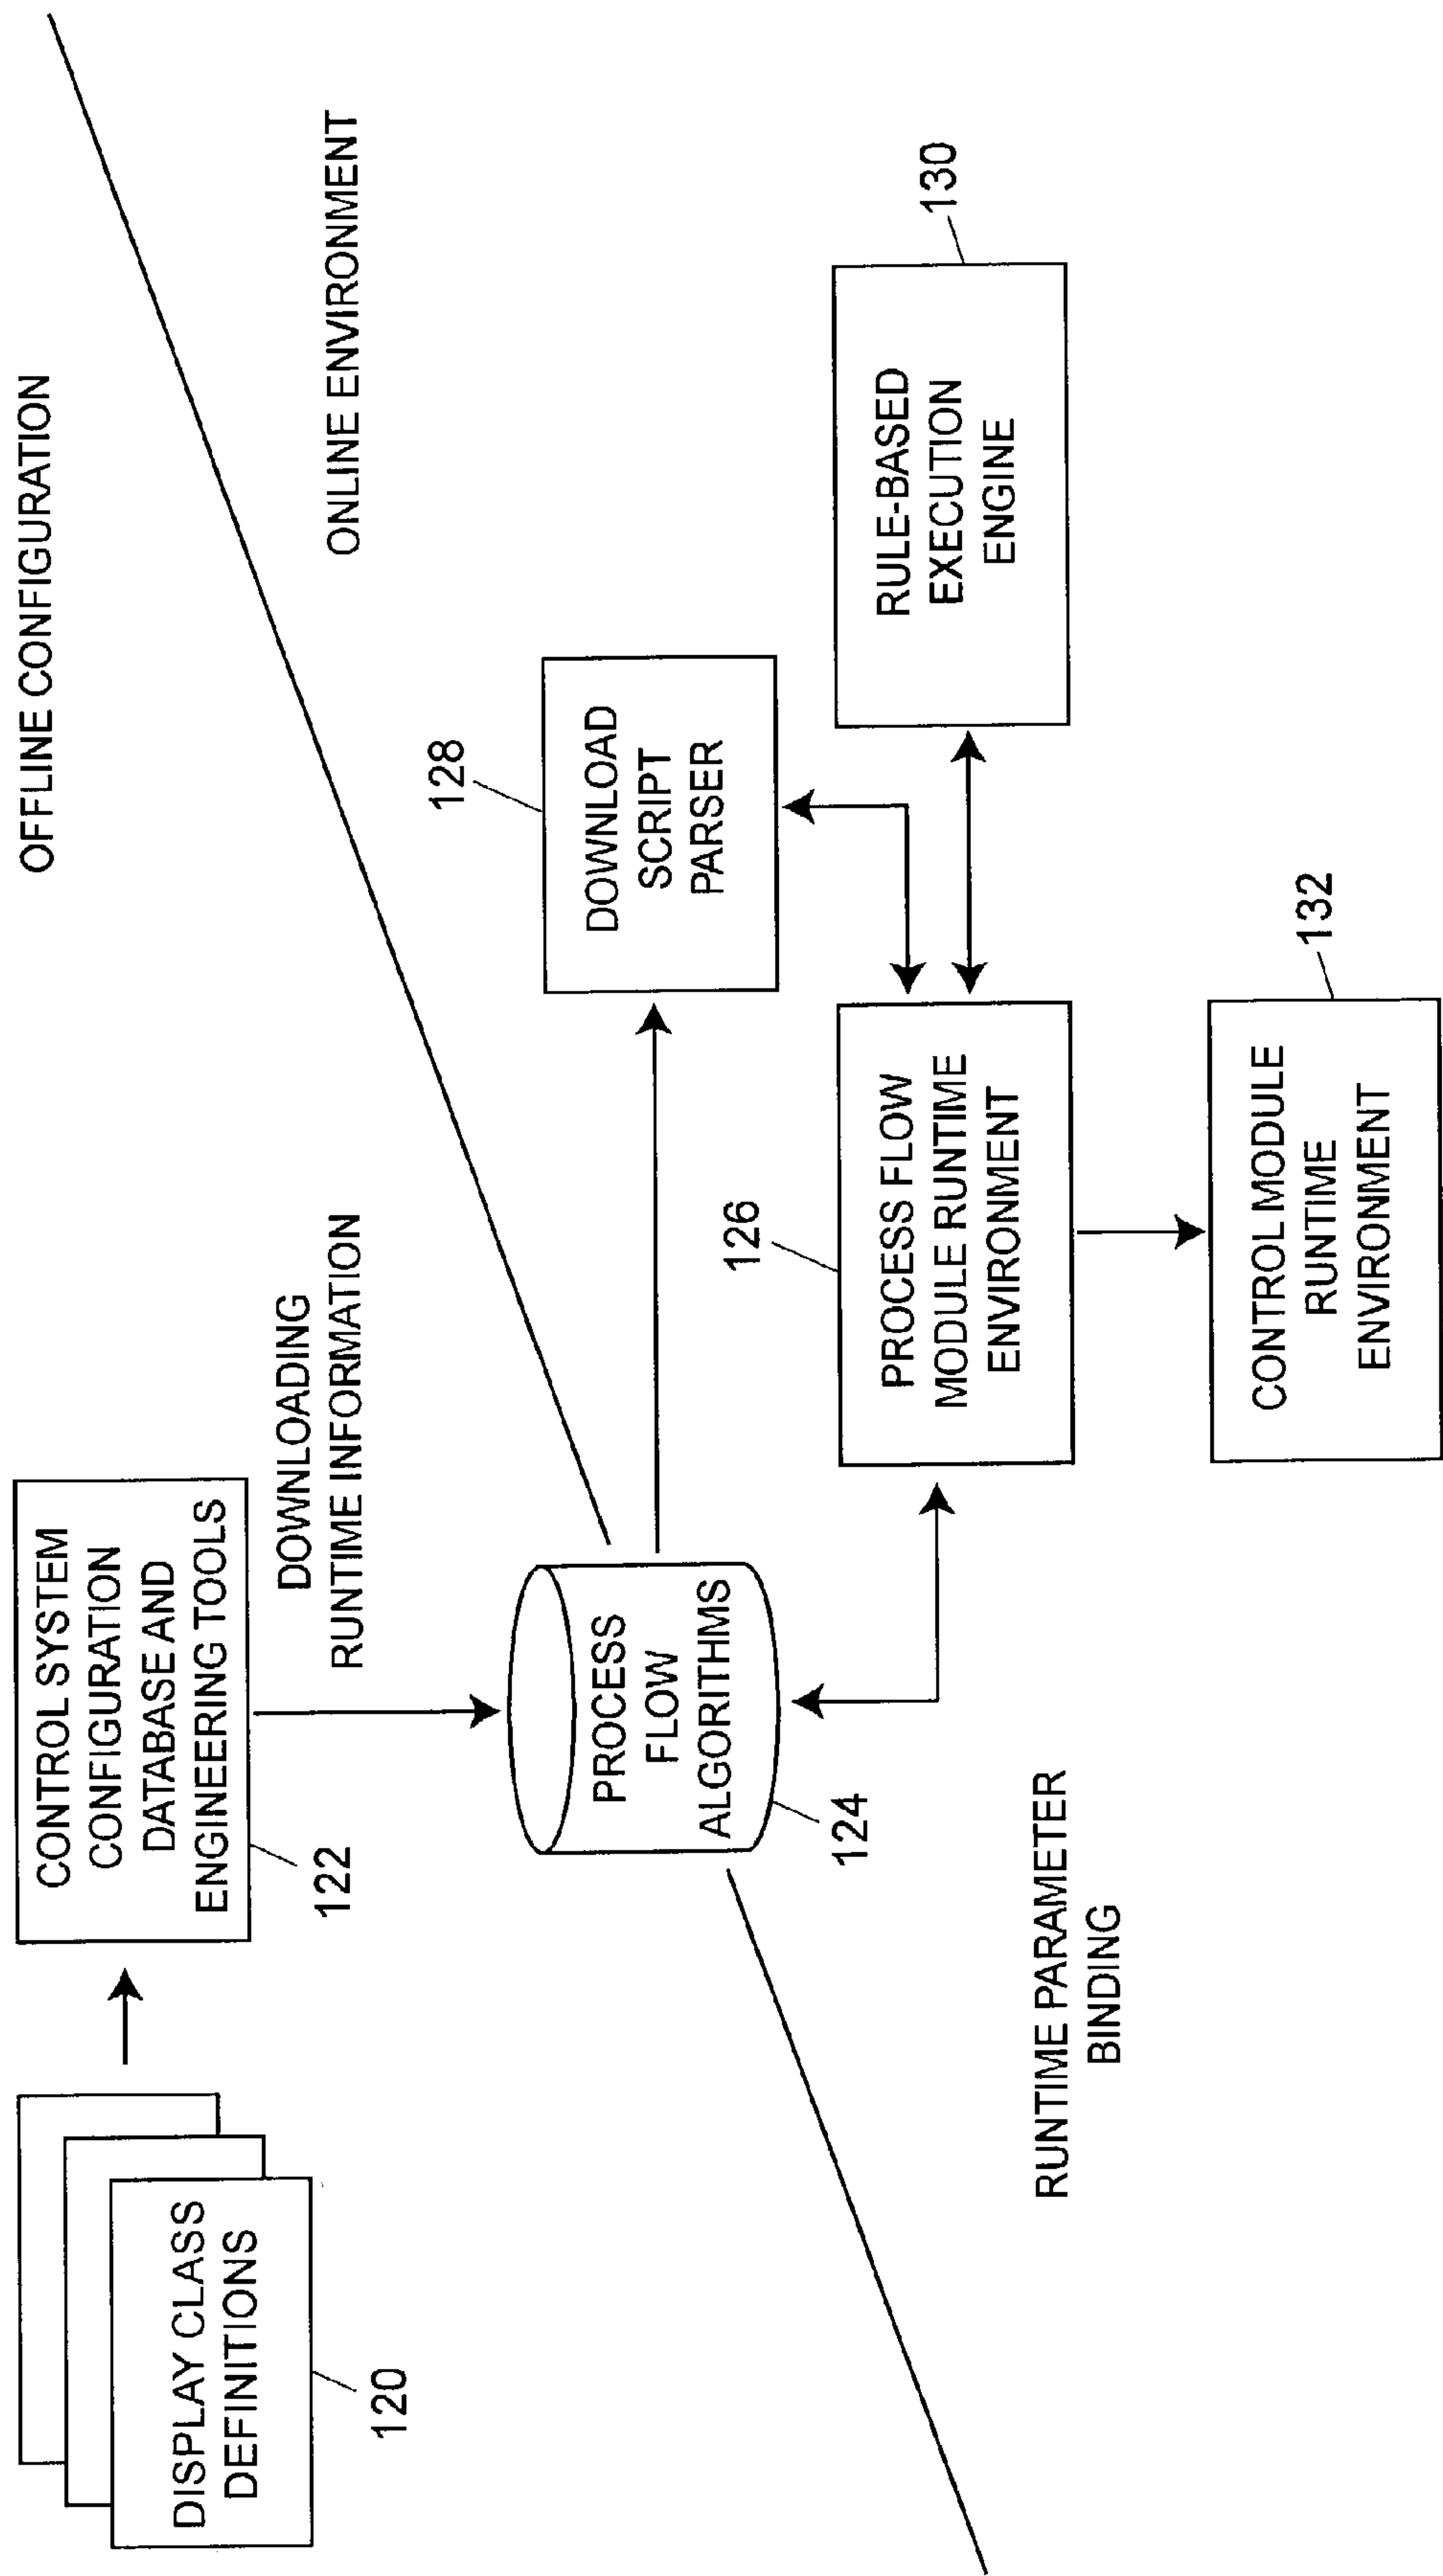 OFFLINE CONFIGURATION
ONLINE ENVIRONMENT
DISPLAY CLASS
DEFINITIONS
120
CONTROL SYSTEM
CONFIGURATION
DATABASE AND
ENGINEERING TOOLS
122
DOWNLOADING
RUNTIME INFORMATION
PROCESS
FLOW
ALGORITHMS
124
128
DOWNLOAD
SCRIPT
PARSER
126
PROCESS FLOW
MODULE RUNTIME
ENVIRONMENT
130
RULE-BASED
EXECUTION
ENGINE
RUNTIME PARAMETER
BINDING
132
CONTROL MODULE
RUNTIME
ENVIRONMENT